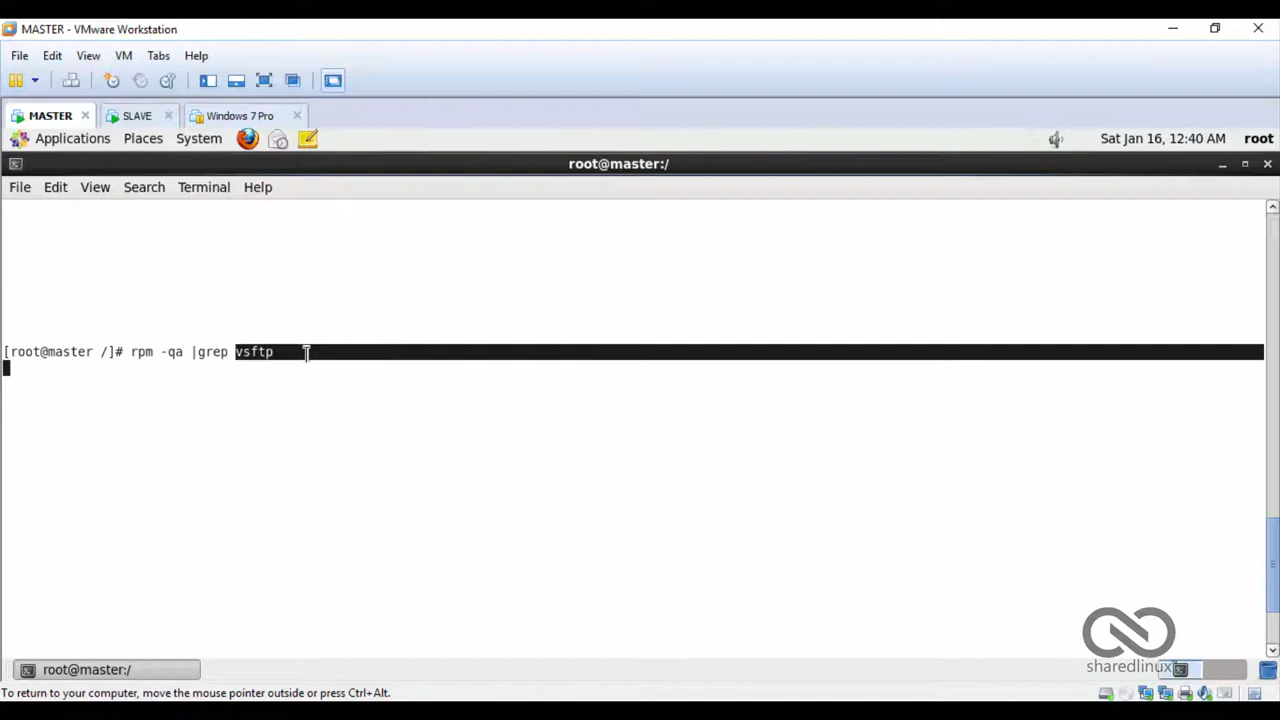 MASTER - VMware Workstation
File Edit View VM Tabs Help
MASTER SLAVE Windows 7 Pro
Applications Places System Sat Jan 16, 12:40 AM root
root@master:/
File Edit View Search Terminal Help
[root@master /]# rpm -qa |grep vsftp
sharedlinux
root@master:/
To return to your computer, move the mouse pointer outside or press Ctrl+Alt.